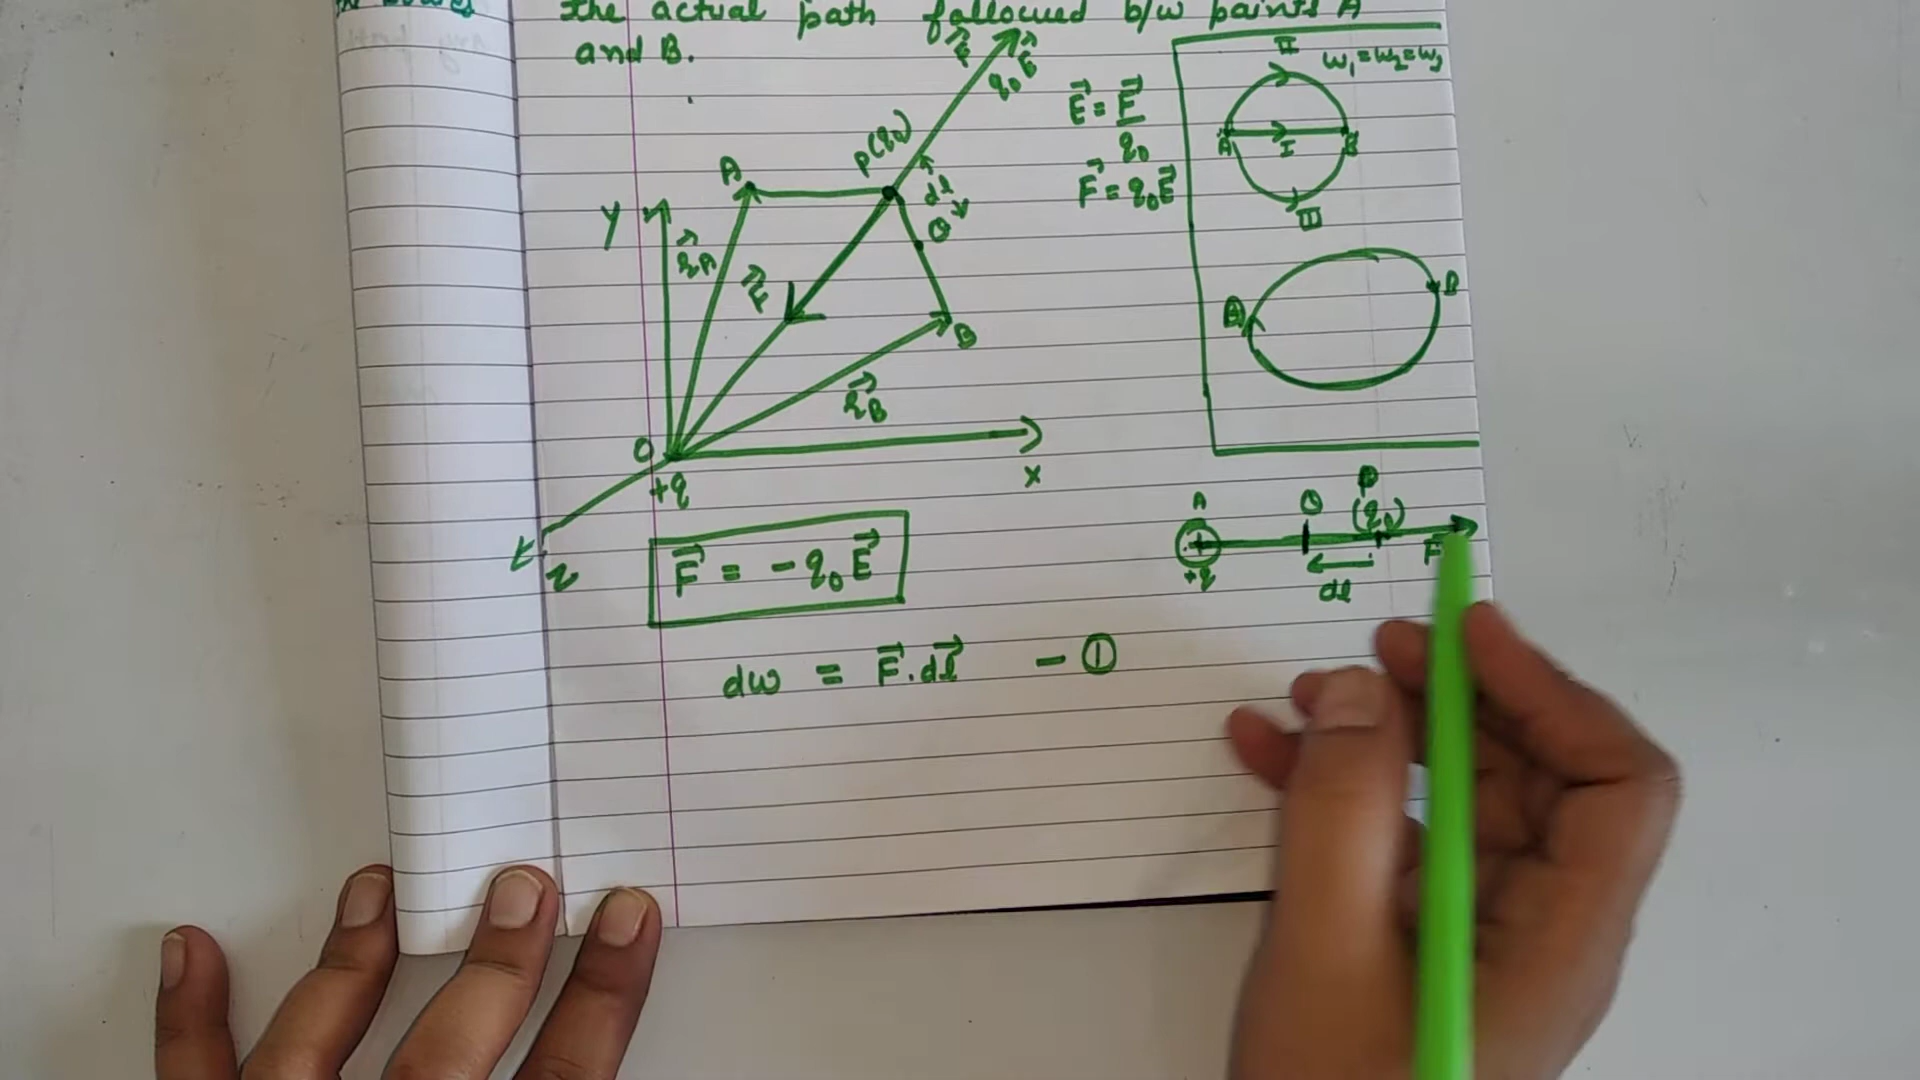 the actual path followed b/w points A
and B.
F⃗
q₀E⃗
P(q₀)
A
Y
r⃗A
F⃗
dl
Q
B
r⃗B
O
+q
X
Z
E⃗ = F⃗/q₀
F⃗ = q₀E⃗
II
W₁=W₂=W₃
A
I
B
III
A
B
F⃗ = - q₀ E⃗
A
Q
P
(q₀)
+
+q
dl
F
dw = F⃗.dl⃗ - ①